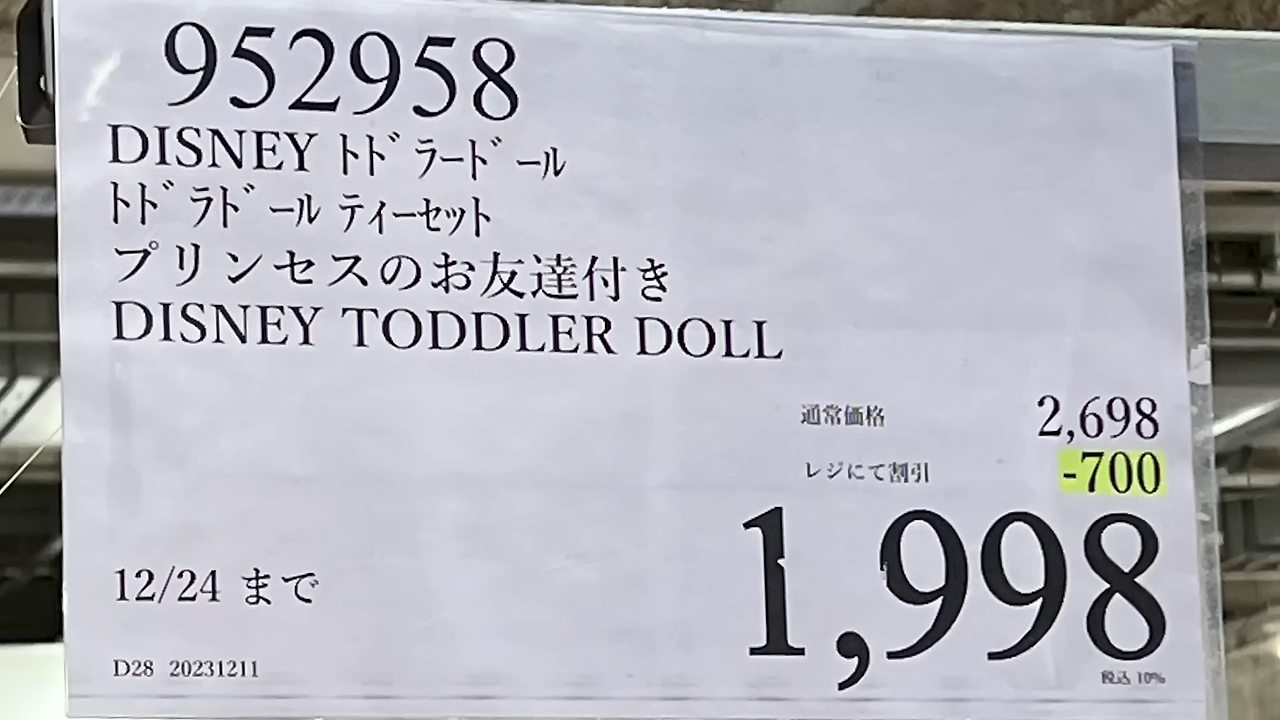 952958
DISNEY トドラードール
トドラドール ティーセット
プリンセスのお友達付き
DISNEY TODDLER DOLL
通常価格 2,698
レジにて割引 -700
1,998
12/24 まで
税込 10%
D28 20231211